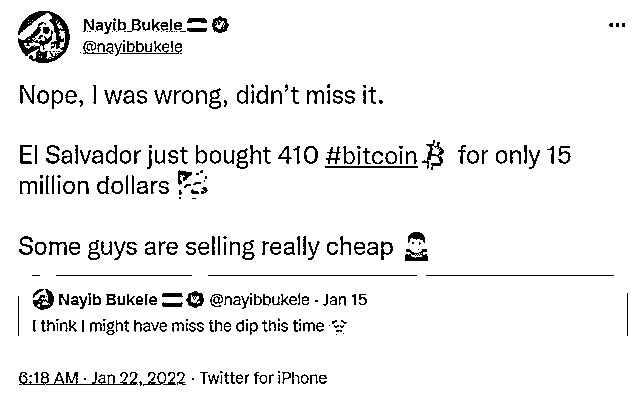 Nayib Bukele
@nayibbukele
Nope, I was wrong, didn't miss it.
El Salvador just bought 410 #bitcoin for only 15
million dollars
Some guys are selling really cheap
Nayib Bukele @nayibbukele · Jan 15
I think I might have miss the dip this time
6:18 AM · Jan 22, 2022 · Twitter for iPhone